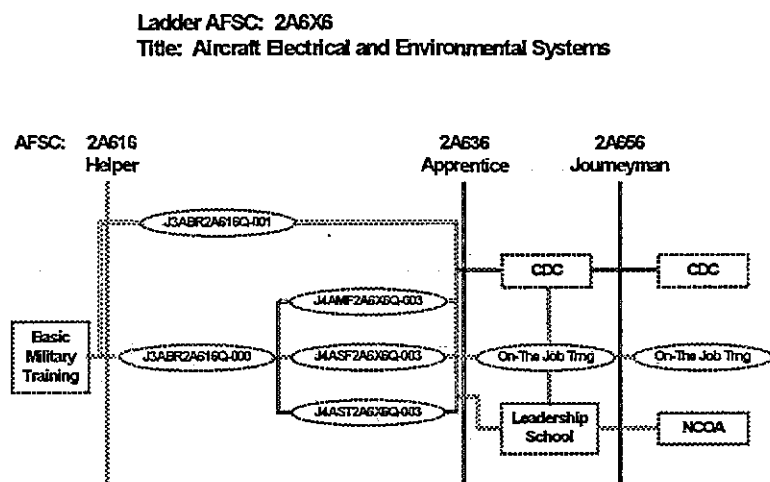 Ladder AFSC: 2A6X6
Title: Aircraft Electrical and Environmental Systems
AFSC: 2A616 2A636 2A656
Helper Apprentice Journeyman
J3ABR2A616Q-001
CDC CDC
J4AMF2A6X6Q-003
Basic
Military
Training
J3ABR2A616Q-000 J4ASF2A6X6Q-003 On-The Job Trng On-The Job Trng
J4AST2A6X6Q-003
Leadership
School
NCOA